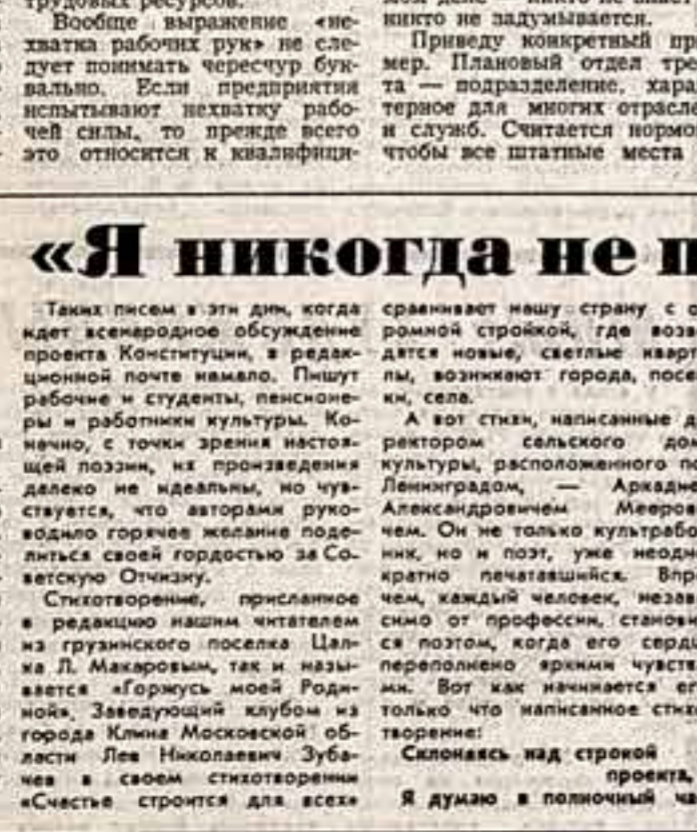 трудовых ресурсов.
Вообще выражение «не-
хватка рабочих рук» не сле-
дует понимать чересчур бук-
вально. Если предприятия
испытывают нехватку рабо-
чей силы, то прежде всего
это относится к квалифици-
никто не задумывается.
Приведу конкретный пр
мер. Плановый отдел тре
та — подразделение, хара
терное для многих отрасл
и служб. Считается нормо
чтобы все штатные места
«Я никогда не п
Таких писем в эти дни, когда
идет всенародное обсуждение
проекта Конституции, в редак-
ционной почте немало. Пишут
рабочие и студенты, пенсионе-
ры и работники культуры. Ко-
нечно, с точки зрения настоя-
щей поэзии, их произведения
далеко не идеальны, но чув-
ствуется, что авторами руко-
водило горячее желание поде-
литься своей гордостью за Со-
ветскую Отчизну.
Стихотворение, присланное
в редакцию нашим читателем
из грузинского поселка Цал-
ка Л. Макаровым, так и назы-
вается «Горжусь моей Роди-
ной». Заведующий клубом из
города Клина Московской об-
ласти Лев Николаевич Зуба-
чев в своем стихотворении
«Счастье строится для всех»
сравнивает нашу страну с о
ромной стройкой, где возв
дятся новые, светлые кварт
лы, возникают города, посе
ки, села.
А вот стихи, написанные д
ректором сельского дом
культуры, расположенного по
Ленинградом, — Аркадие
Александровичем Мееров
чем. Он не только культрабо
ник, но и поэт, уже неодн
кратно печатавшийся. Впр
чем, каждый человек, незав
симо от профессии, станови
ся поэтом, когда его сердц
переполнено яркими чувств
ми. Вот как начинается ег
только что написанное стих
творение:
Склонясь над строкой
проекта,
Я думаю в полночный ча